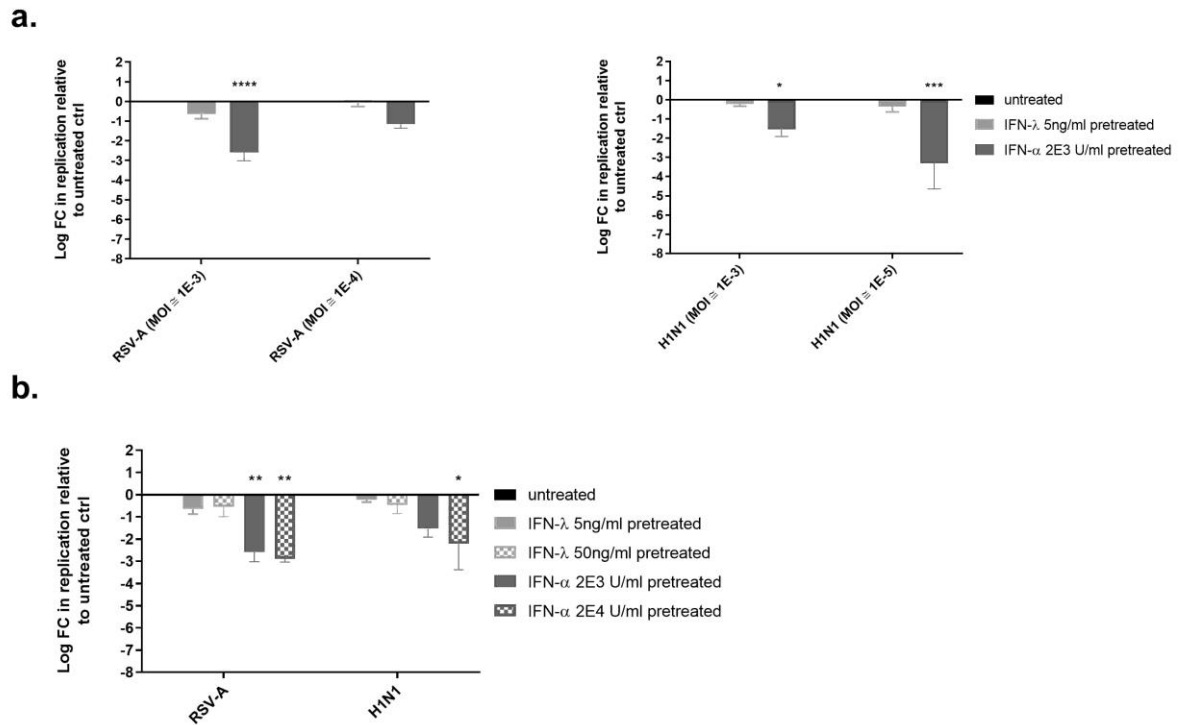 a.
Log FC in replication relative
to untreated ctrl
2
1
0
-1
-2
-3
-4
-5
-6
-7
-8
****
RSV-A (MOI ≅ 1E-3)
RSV-A (MOI ≅ 1E-4)
Log FC in replication relative
to untreated ctrl
2
1
0
-1
-2
-3
-4
-5
-6
-7
-8
*
***
H1N1 (MOI ≅ 1E-3)
H1N1 (MOI ≅ 1E-5)
untreated
IFN-λ 5ng/ml pretreated
IFN-α 2E3 U/ml pretreated
b.
Log FC in replication relative
to untreated ctrl
2
1
0
-1
-2
-3
-4
-5
-6
-7
-8
** **
*
RSV-A
H1N1
untreated
IFN-λ 5ng/ml pretreated
IFN-λ 50ng/ml pretreated
IFN-α 2E3 U/ml pretreated
IFN-α 2E4 U/ml pretreated